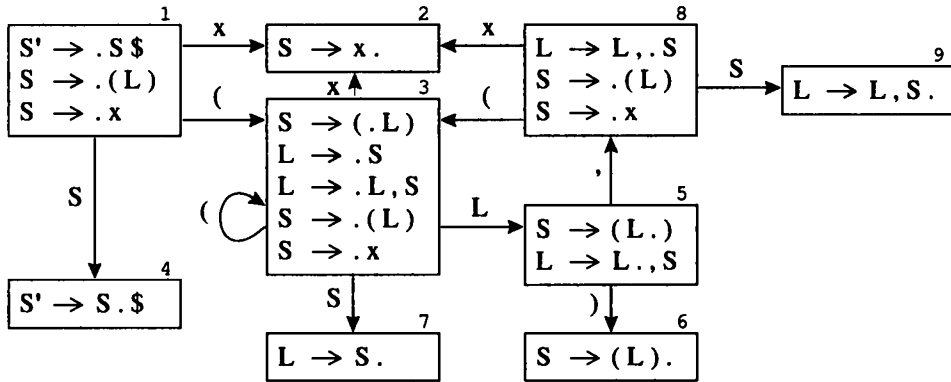 1
S' → .S$
S → .(L)
S → .x
x
(
S
2
S → x.
x
3
S → (.L)
L → .S
L → .L,S
S → .(L)
S → .x
(
L
S
4
S' → S.$
8
L → L,.S
S → .(L)
S → .x
x
(
S
9
L → L,S.
,
5
S → (L.)
L → L.,S
)
7
L → S.
6
S → (L).